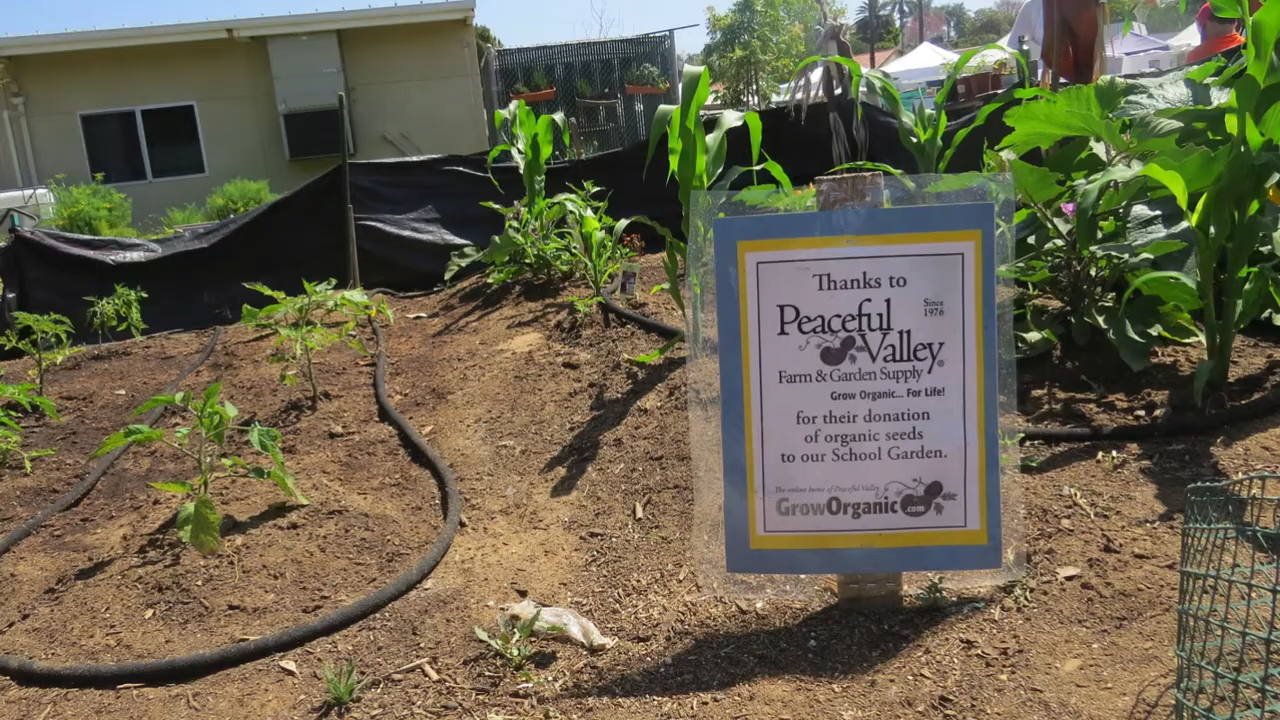 Thanks to
Peaceful
Since
1976
Valley®
Farm & Garden Supply
Grow Organic... For Life!
for their donation
of organic seeds
to our School Garden.
The online home of Peaceful Valley
GrowOrganic.com